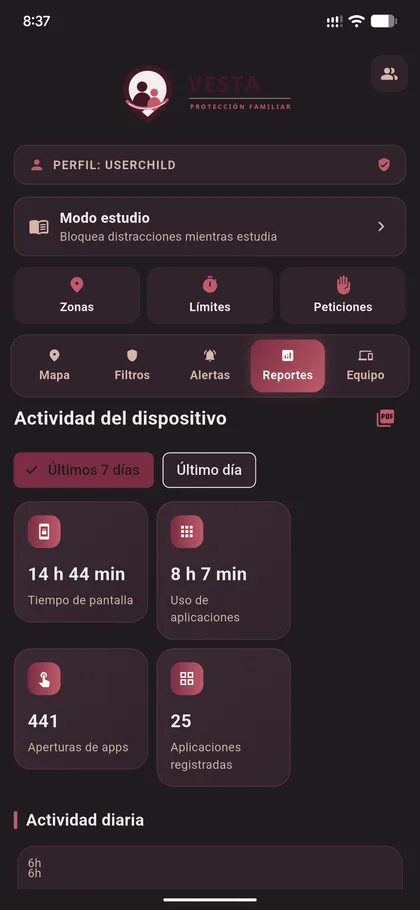 8:37
VESTA
PROTECCIÓN FAMILIAR
PERFIL: USERCHILD
Modo estudio
Bloquea distracciones mientras estudia
Zonas
Límites
Peticiones
Mapa
Filtros
Alertas
Reportes
Equipo
Actividad del dispositivo
PDF
Últimos 7 días
Último día
14 h 44 min
Tiempo de pantalla
8 h 7 min
Uso de
aplicaciones
441
Aperturas de apps
25
Aplicaciones
registradas
Actividad diaria
6h
6h